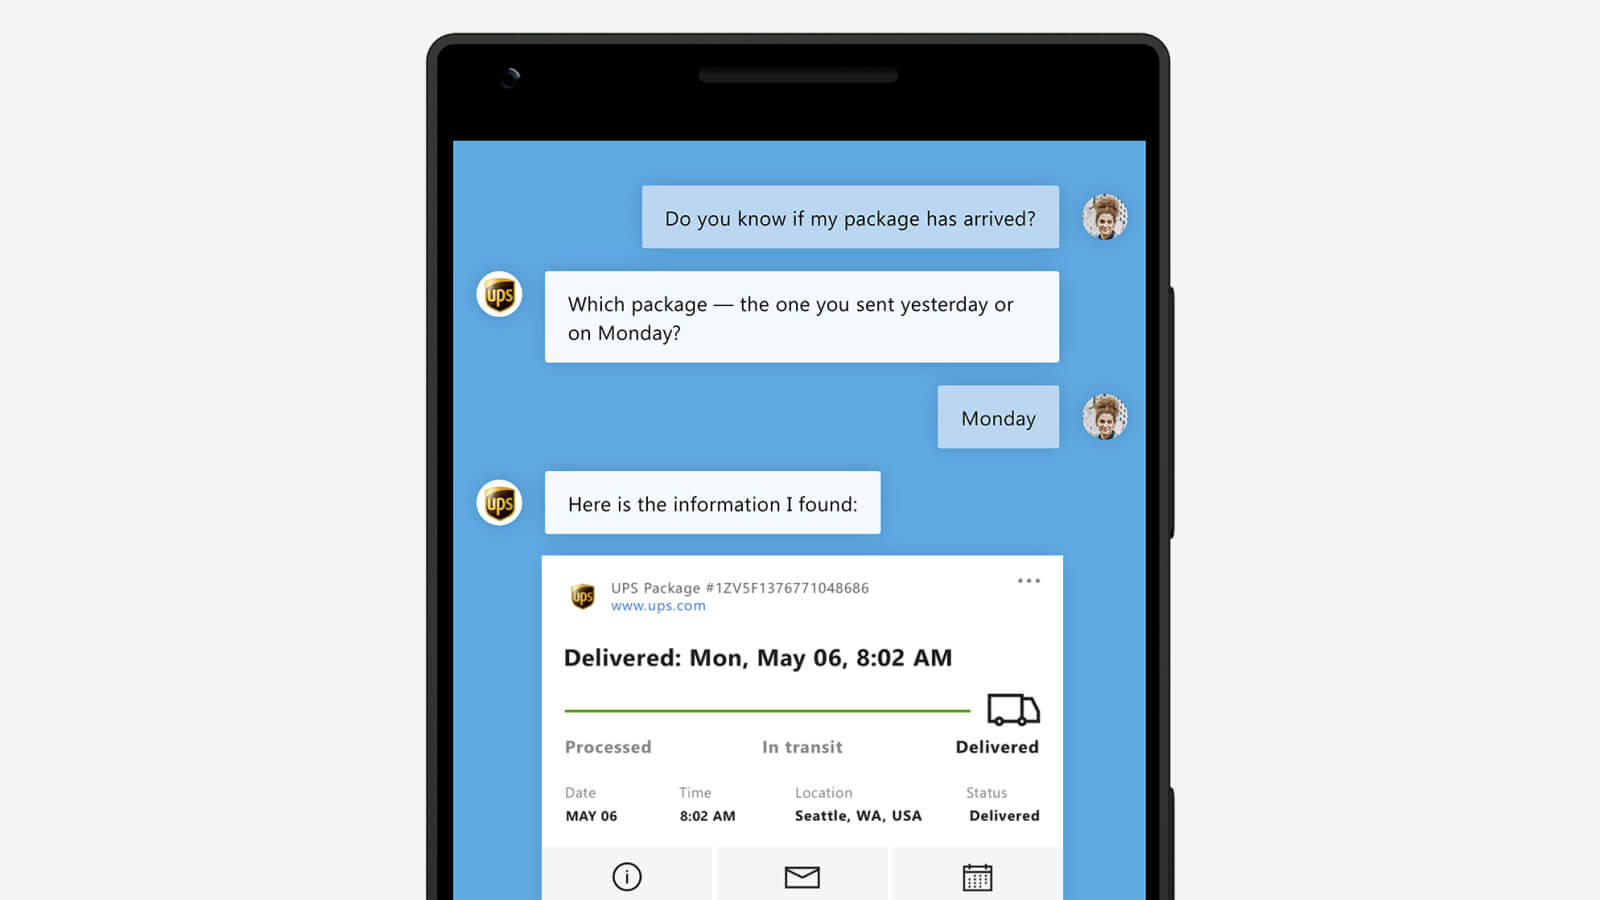 Do you know if my package has arrived?
ups
Which package — the one you sent yesterday or
on Monday?
Monday
ups
Here is the information I found:
ups
UPS Package #1ZV5F1376771048686
www.ups.com
Delivered: Mon, May 06, 8:02 AM
Processed In transit Delivered
Date Time Location Status
MAY 06 8:02 AM Seattle, WA, USA Delivered